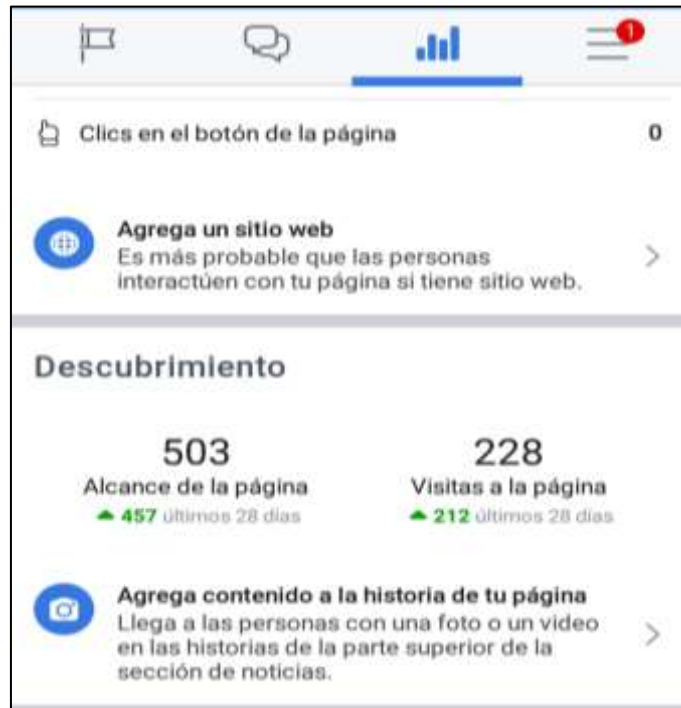 1
Clics en el botón de la página 0
Agrega un sitio web
Es más probable que las personas
interactúen con tu página si tiene sitio web.
Descubrimiento
503 228
Alcance de la página Visitas a la página
457 últimos 28 días 212 últimos 28 días
Agrega contenido a la historia de tu página
Llega a las personas con una foto o un video
en las historias de la parte superior de la
sección de noticias.